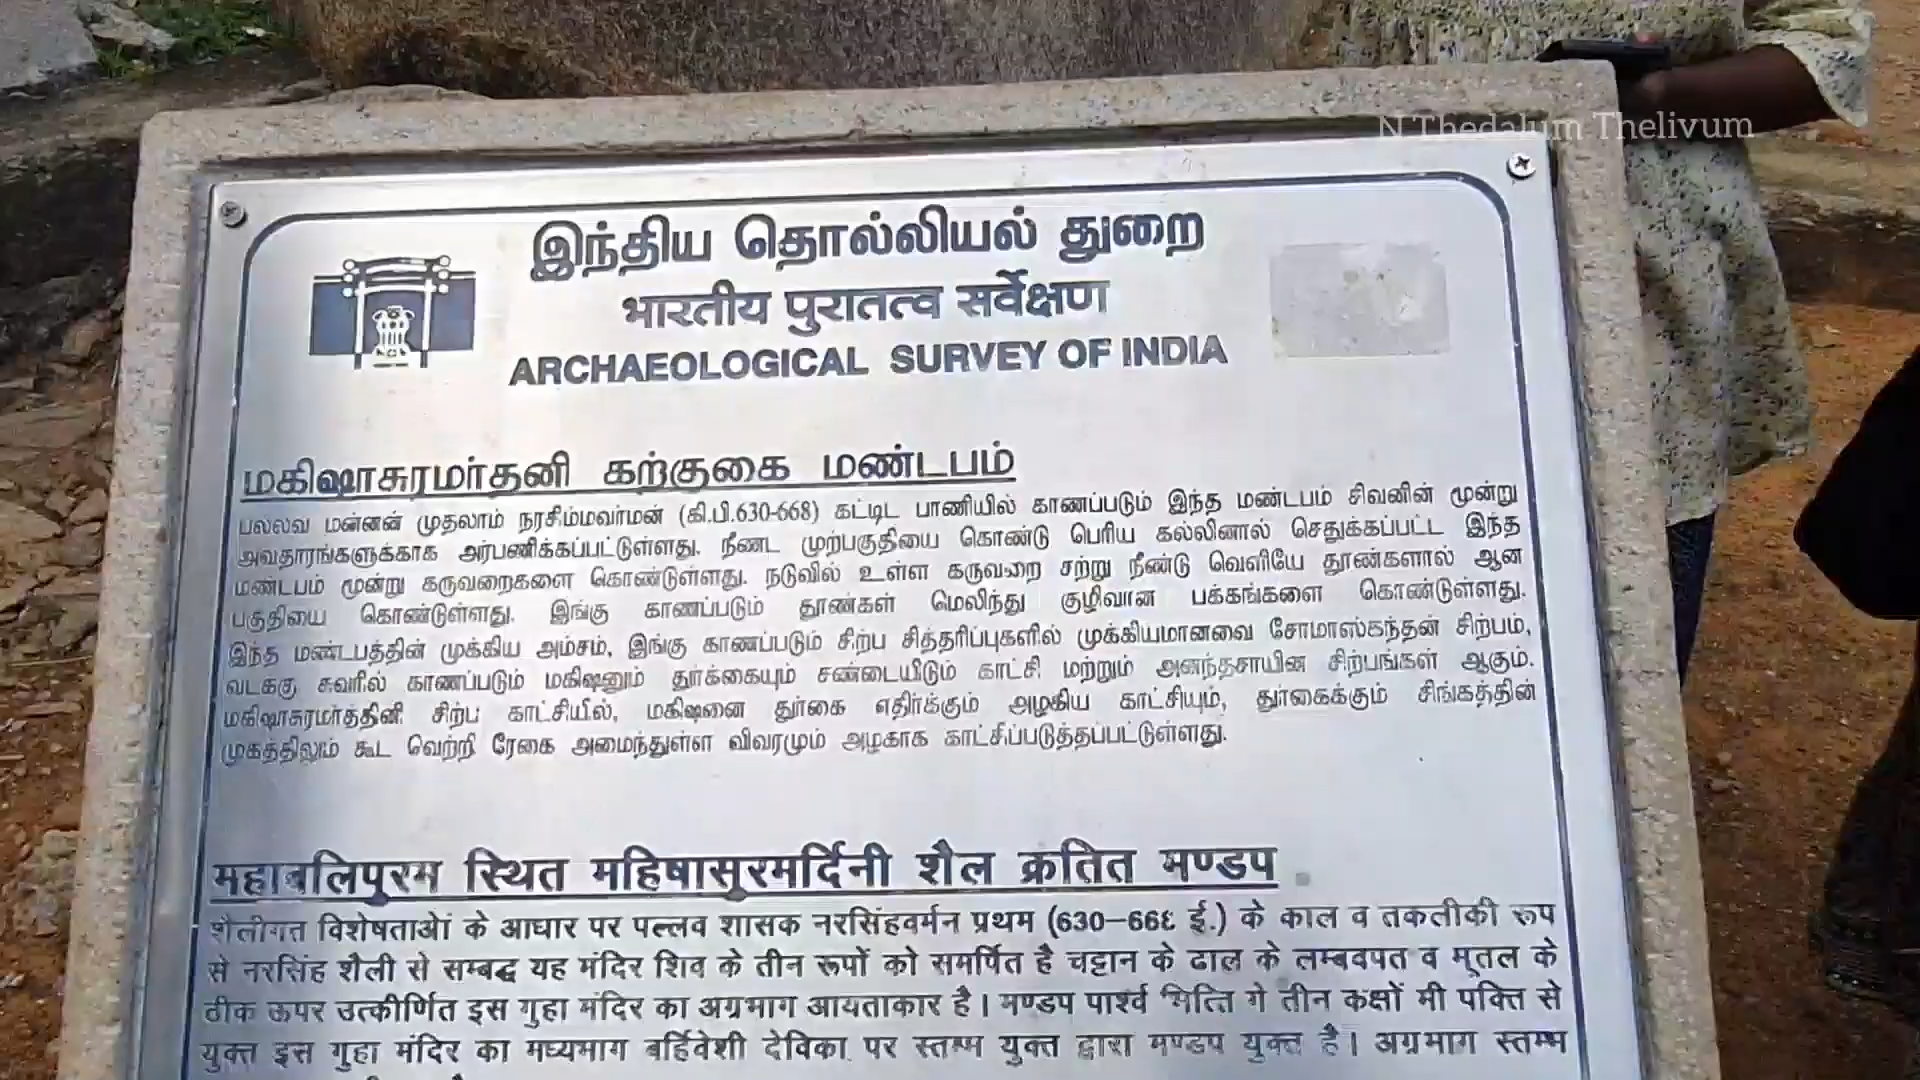 N Thedalum Thelivum
இந்திய தொல்லியல் துறை
भारतीय पुरातत्व सर्वेक्षण
ARCHAEOLOGICAL SURVEY OF INDIA
மகிஷாசுரமர்தனி கற்குகை மண்டபம்
பல்லவ மன்னன் முதலாம் நரசிம்மவர்மன் (கி.பி.630-668) கட்டிட பாணியில் காணப்படும் இந்த மண்டபம் சிவனின் மூன்று
அவதாரங்களுக்காக அர்பணிக்கப்பட்டுள்ளது. நீண்ட முற்பகுதியை கொண்டு பெரிய கல்லினால் செதுக்கப்பட்ட இந்த
மண்டபம் மூன்று கருவறைகளை கொண்டுள்ளது. நடுவில் உள்ள கருவறை சற்று நீண்டு வெளியே தூண்களால் ஆன
பகுதியை கொண்டுள்ளது. இங்கு காணப்படும் தூண்கள் மெலிந்து குழிவான பக்கங்களை கொண்டுள்ளது.
இந்த மண்டபத்தின் முக்கிய அம்சம், இங்கு காணப்படும் சிற்ப சித்தரிப்புகளில் முக்கியமானவை சோமாஸ்கந்தன் சிற்பம்,
வடக்கு சுவரில் காணப்படும் மகிஷனும் துர்க்கையும் சண்டையிடும் காட்சி மற்றும் அனந்தசாயின சிற்பங்கள் ஆகும்.
மகிஷாசுரமர்த்தினி சிற்ப காட்சியில், மகிஷனை துர்கை எதிர்க்கும் அழகிய காட்சியும், துர்கைக்கும் சிங்கத்தின்
முகத்திலும் கூட வெற்றி ரேகை அமைந்துள்ள விவரமும் அழகாக காட்சிப்படுத்தப்பட்டுள்ளது.
महाबलिपुरम स्थित महिषासुरमर्दिनी शैल क्रतित मण्डप
शैलीगत विशेषताओं के आधार पर पल्लव शासक नरसिंहवर्मन प्रथम (630–668 ई.) के काल व तकलीकी रूप
से नरसिंह शैली से सम्बद्ध यह मंदिर शिव के तीन रूपों को समर्पित है चट्टान के ढाल के लम्बवपत व मूतल के
ठीक ऊपर उत्कीर्णित इस गुहा मंदिर का अग्रभाग आयताकार है। मण्डप पार्श्व भित्ति गे तीन कक्षों मी पक्ति से
युक्त इस गुहा मंदिर का मध्यभाग बर्हिवेशी देविका पर स्तम्भ युक्त द्वारा मण्डप युक्त है। अग्रभाग स्तम्भ